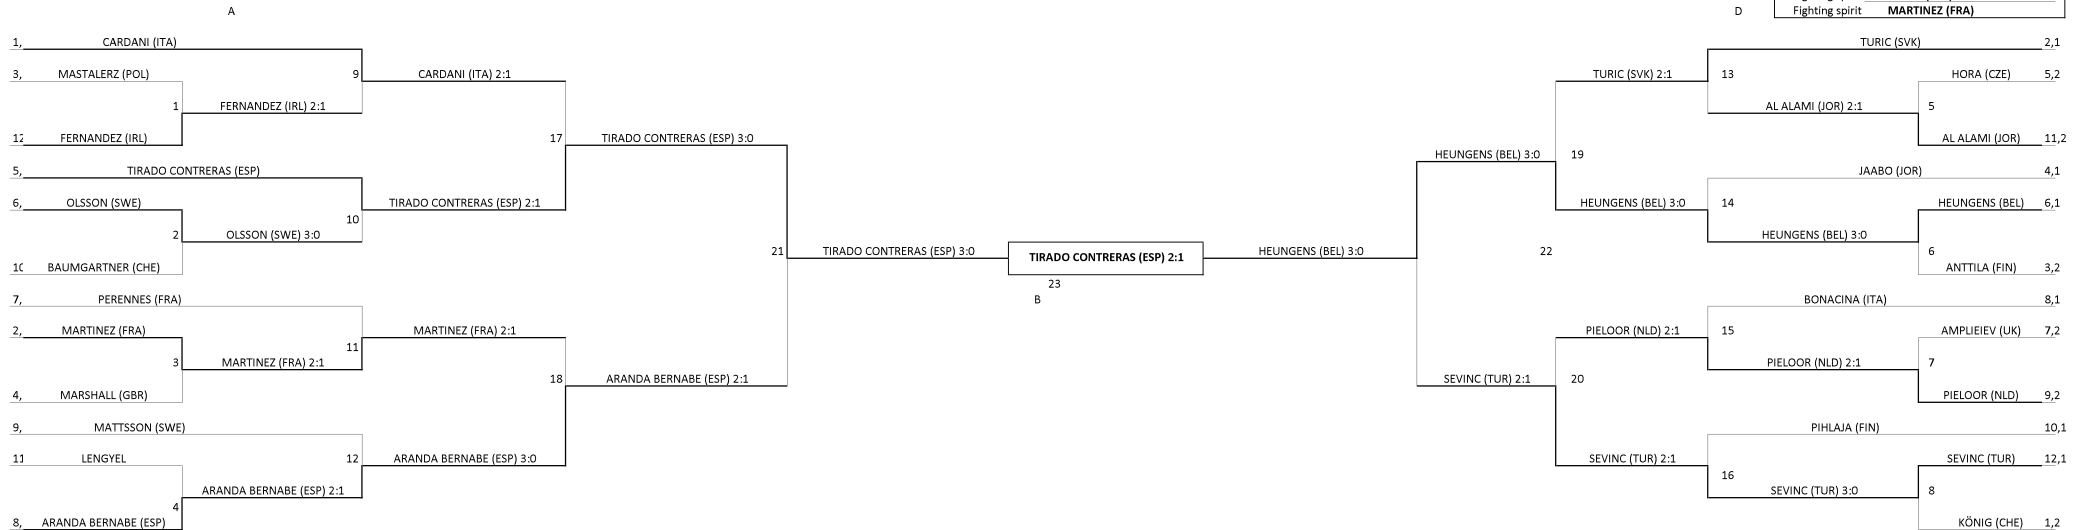 A
D
Fighting spirit MARTINEZ (FRA)
1, CARDANI (ITA)
TURIC (SVK) 2,1
3, MASTALERZ (POL)
9
CARDANI (ITA) 2:1
TURIC (SVK) 2:1
13
HORA (CZE) 5,2
1
FERNANDEZ (IRL) 2:1
AL ALAMI (JOR) 2:1
5
12 FERNANDEZ (IRL)
17
TIRADO CONTRERAS (ESP) 3:0
AL ALAMI (JOR) 11,2
HEUNGENS (BEL) 3:0
19
5, TIRADO CONTRERAS (ESP)
JAABO (JOR) 4,1
6, OLSSON (SWE)
TIRADO CONTRERAS (ESP) 2:1
HEUNGENS (BEL) 3:0
14
HEUNGENS (BEL) 6,1
10
2
OLSSON (SWE) 3:0
HEUNGENS (BEL) 3:0
21
TIRADO CONTRERAS (ESP) 3:0
TIRADO CONTRERAS (ESP) 2:1
HEUNGENS (BEL) 3:0
22
6
10 BAUMGARTNER (CHE)
ANTTILA (FIN) 3,2
23
B
7, PERENNES (FRA)
BONACINA (ITA) 8,1
2, MARTINEZ (FRA)
MARTINEZ (FRA) 2:1
PIELOOR (NLD) 2:1
15
AMPLIEIEV (UK) 7,2
11
3
MARTINEZ (FRA) 2:1
PIELOOR (NLD) 2:1
7
18
ARANDA BERNABE (ESP) 2:1
SEVINC (TUR) 2:1
20
4, MARSHALL (GBR)
PIELOOR (NLD) 9,2
9, MATTSSON (SWE)
PIHLAJA (FIN) 10,1
11 LENGYEL
12
ARANDA BERNABE (ESP) 3:0
SEVINC (TUR) 2:1
SEVINC (TUR) 12,1
16
ARANDA BERNABE (ESP) 2:1
SEVINC (TUR) 3:0
8
4
8, ARANDA BERNABE (ESP)
KÖNIG (CHE) 1,2